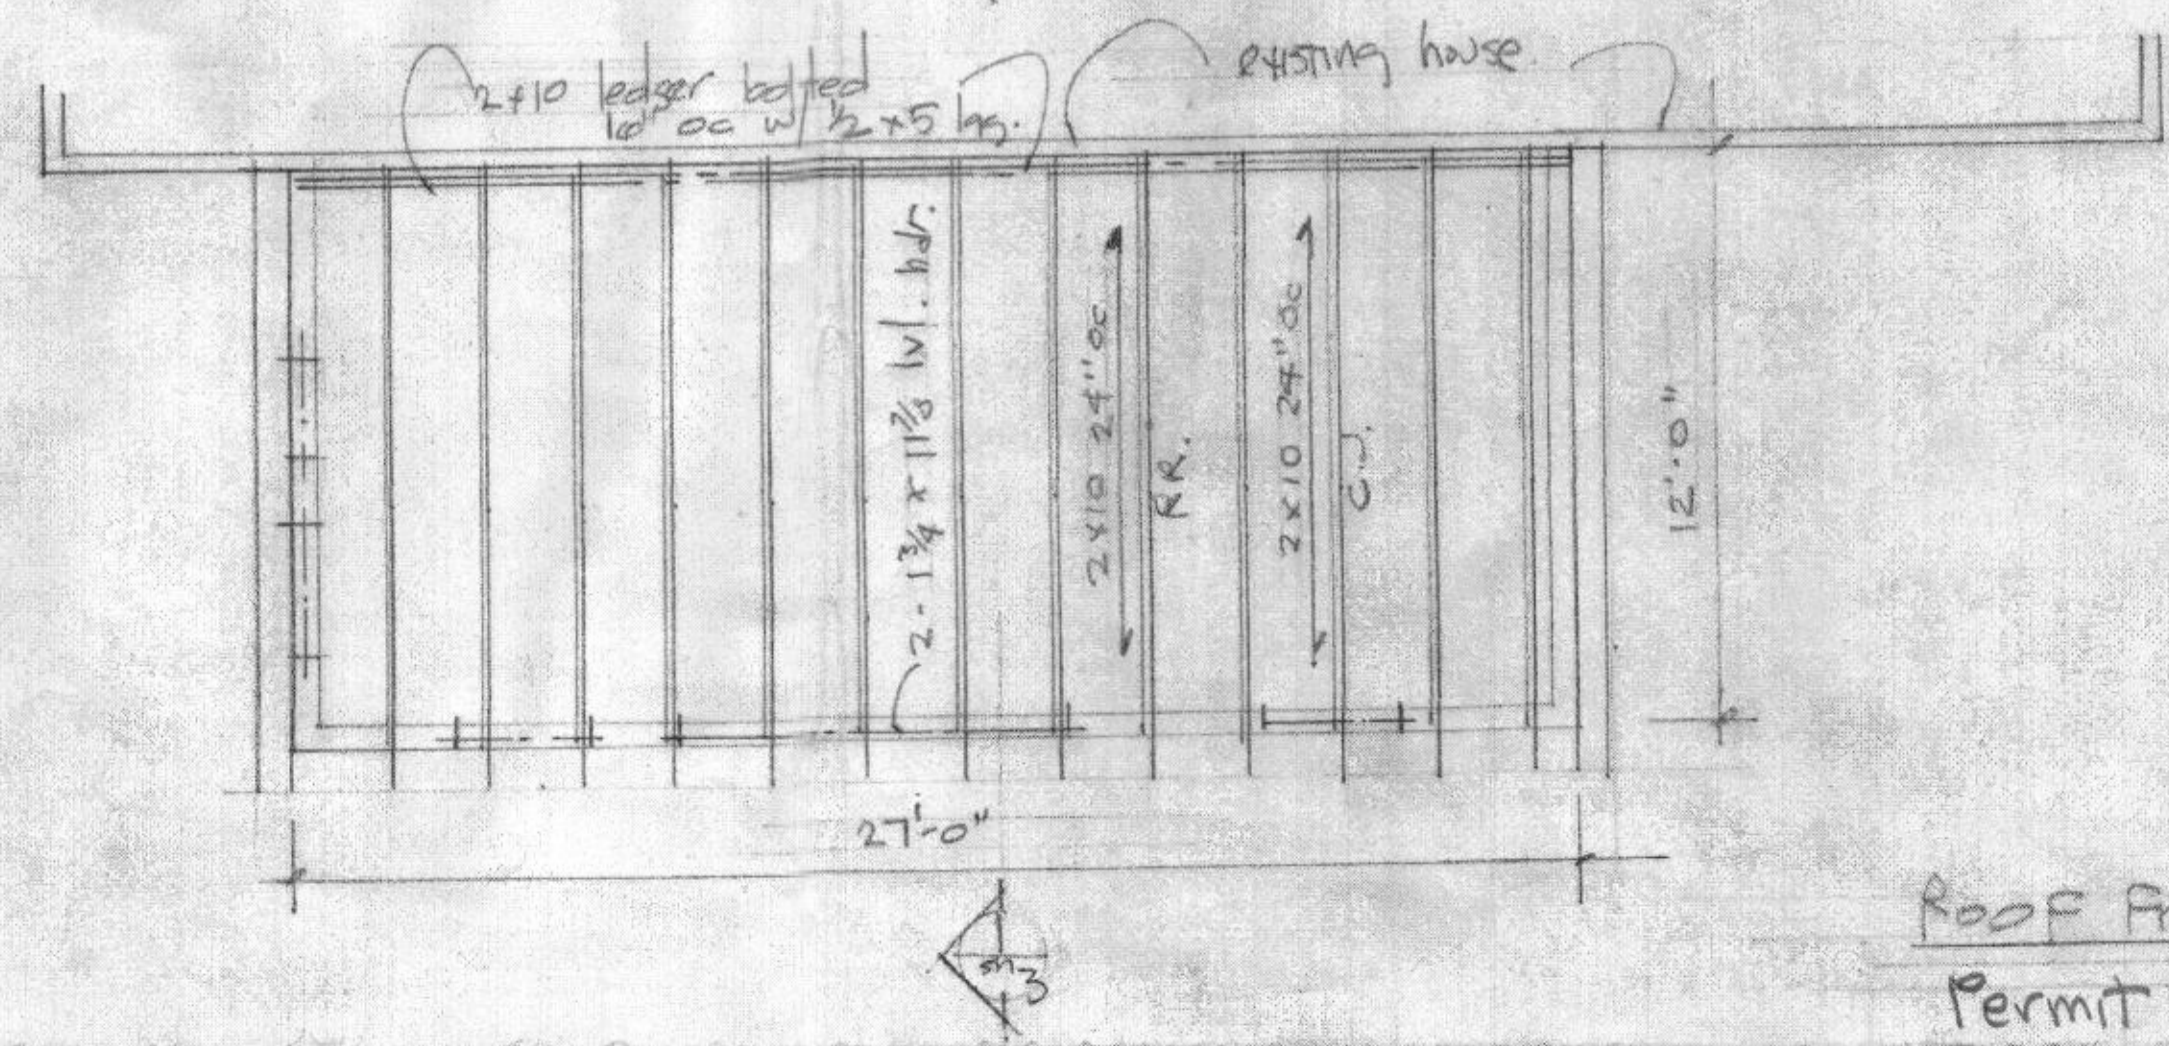 2x10 ledger bolted
16" oc w/ 1/2 x 5 lag.
existing house
2 - 1 3/4 x 11 7/8 lvl. hdr.
2x10 24" oc
R.R.
2x10 24" oc
C.J.
12'-0"
27'-0"
3
ROOF
Permit